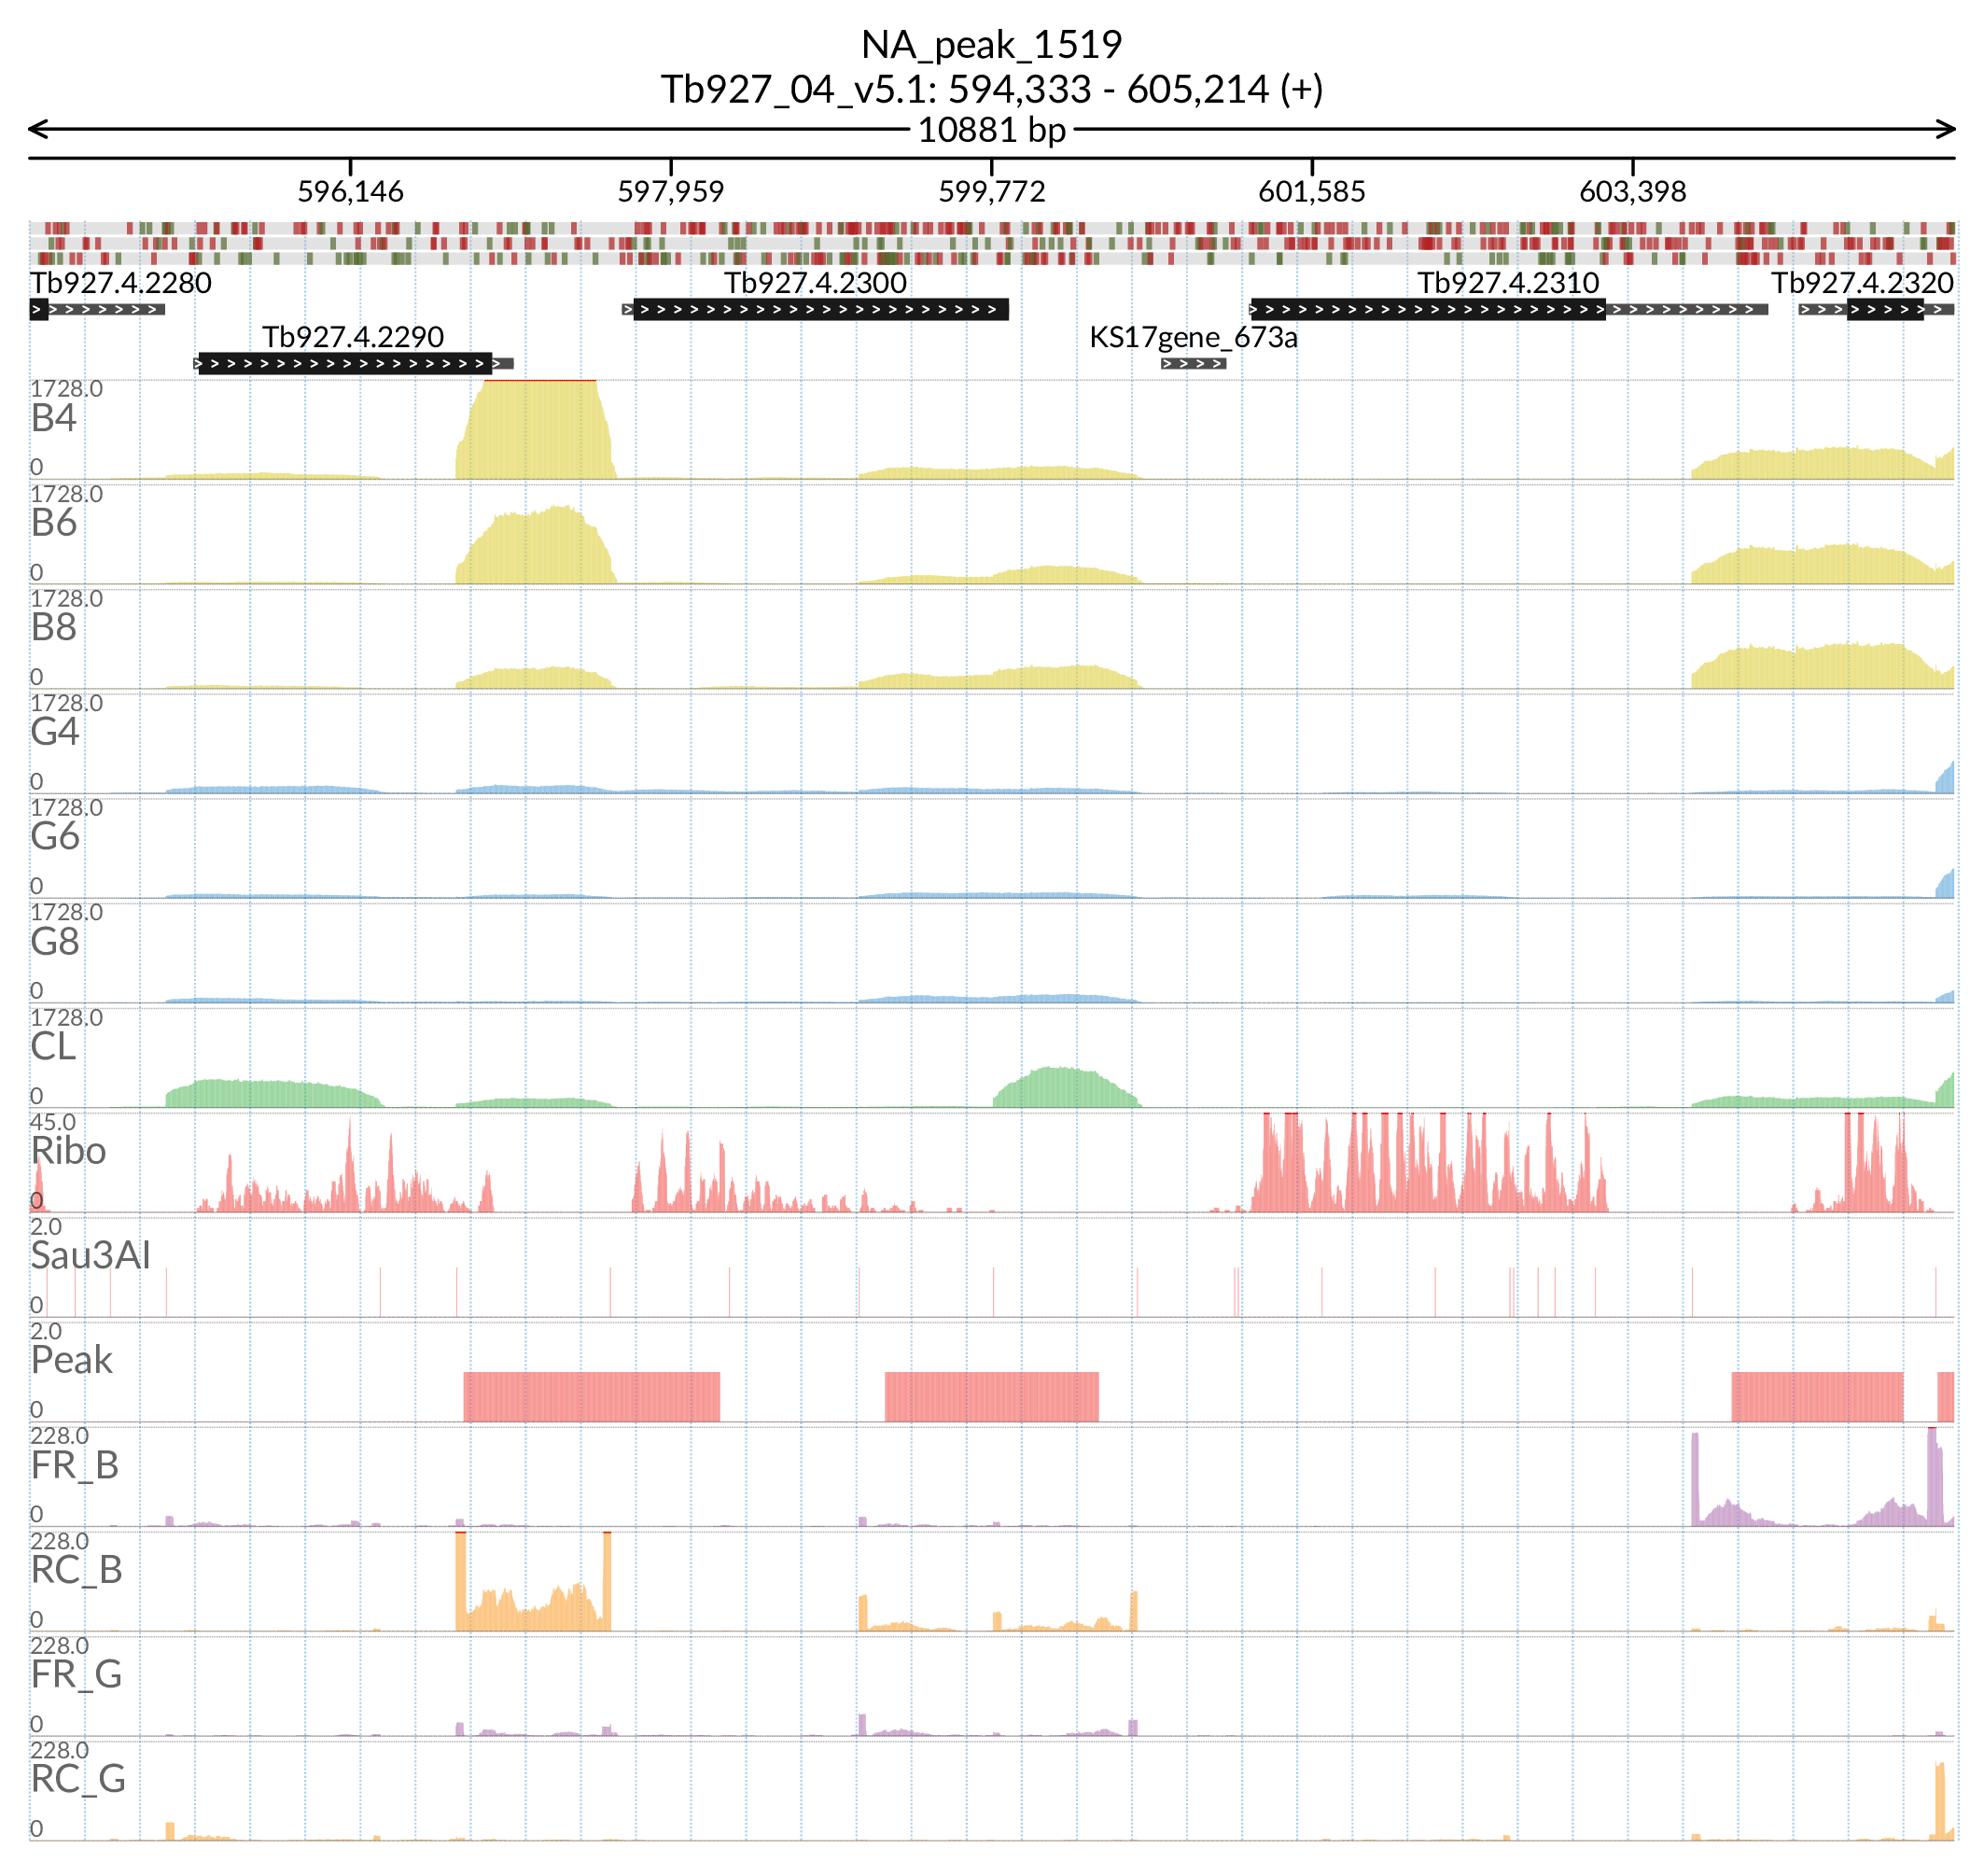 NA_peak_1519
Tb927_04_v5.1: 594,333 - 605,214 (+)
10881 bp
596,146 597,959 599,772 601,585 603,398
Tb927.4.2280 Tb927.4.2300 Tb927.4.2310 Tb927.4.2320
Tb927.4.2290 KS17gene_673a
1728.0
B4
0
1728.0
B6
0
1728.0
B8
0
1728.0
G4
0
1728.0
G6
0
1728.0
G8
0
1728.0
CL
0
45.0
Ribo
0
2.0
Sau3AI
0
2.0
Peak
0
228.0
FR_B
0
228.0
RC_B
0
228.0
FR_G
0
228.0
RC_G
0